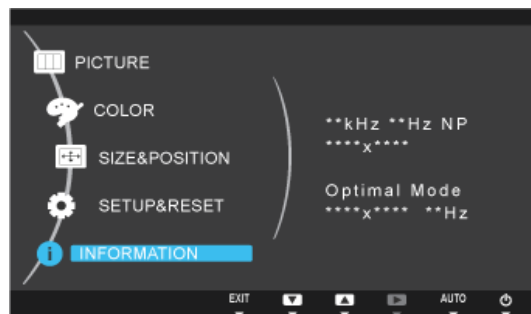 PICTURE
COLOR
SIZE&POSITION
SETUP&RESET
INFORMATION
**kHz **Hz NP
****x****
Optimal Mode
****x**** **Hz
EXIT AUTO